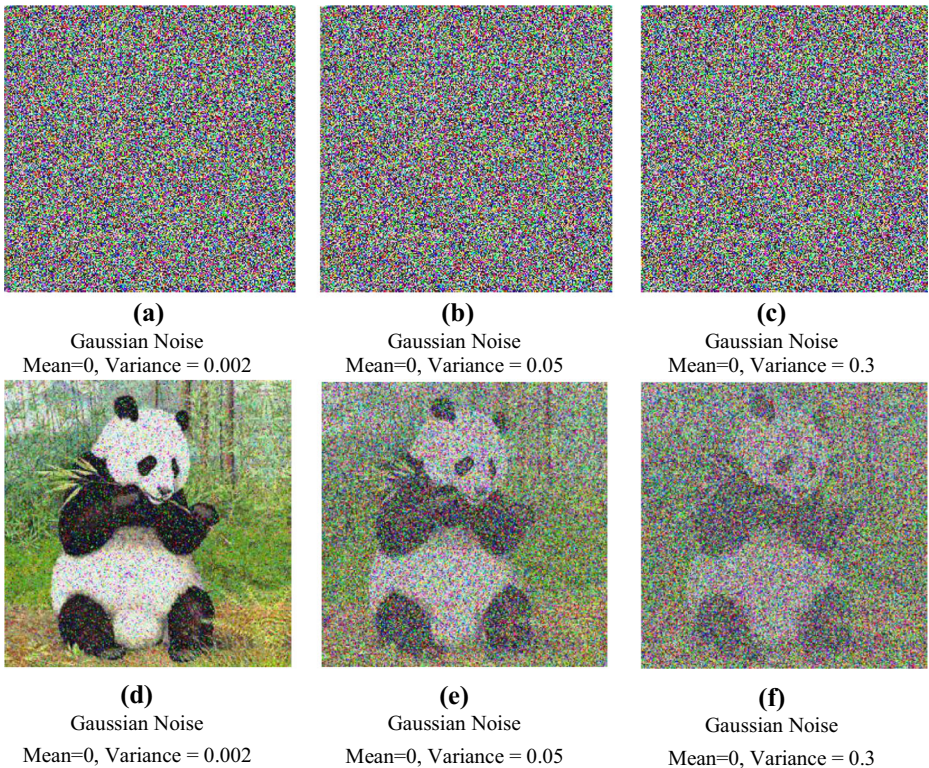 (a)
Gaussian Noise
Mean=0, Variance = 0.002
(b)
Gaussian Noise
Mean=0, Variance = 0.05
(c)
Gaussian Noise
Mean=0, Variance = 0.3
(d)
Gaussian Noise
Mean=0, Variance = 0.002
(e)
Gaussian Noise
Mean=0, Variance = 0.05
(f)
Gaussian Noise
Mean=0, Variance = 0.3